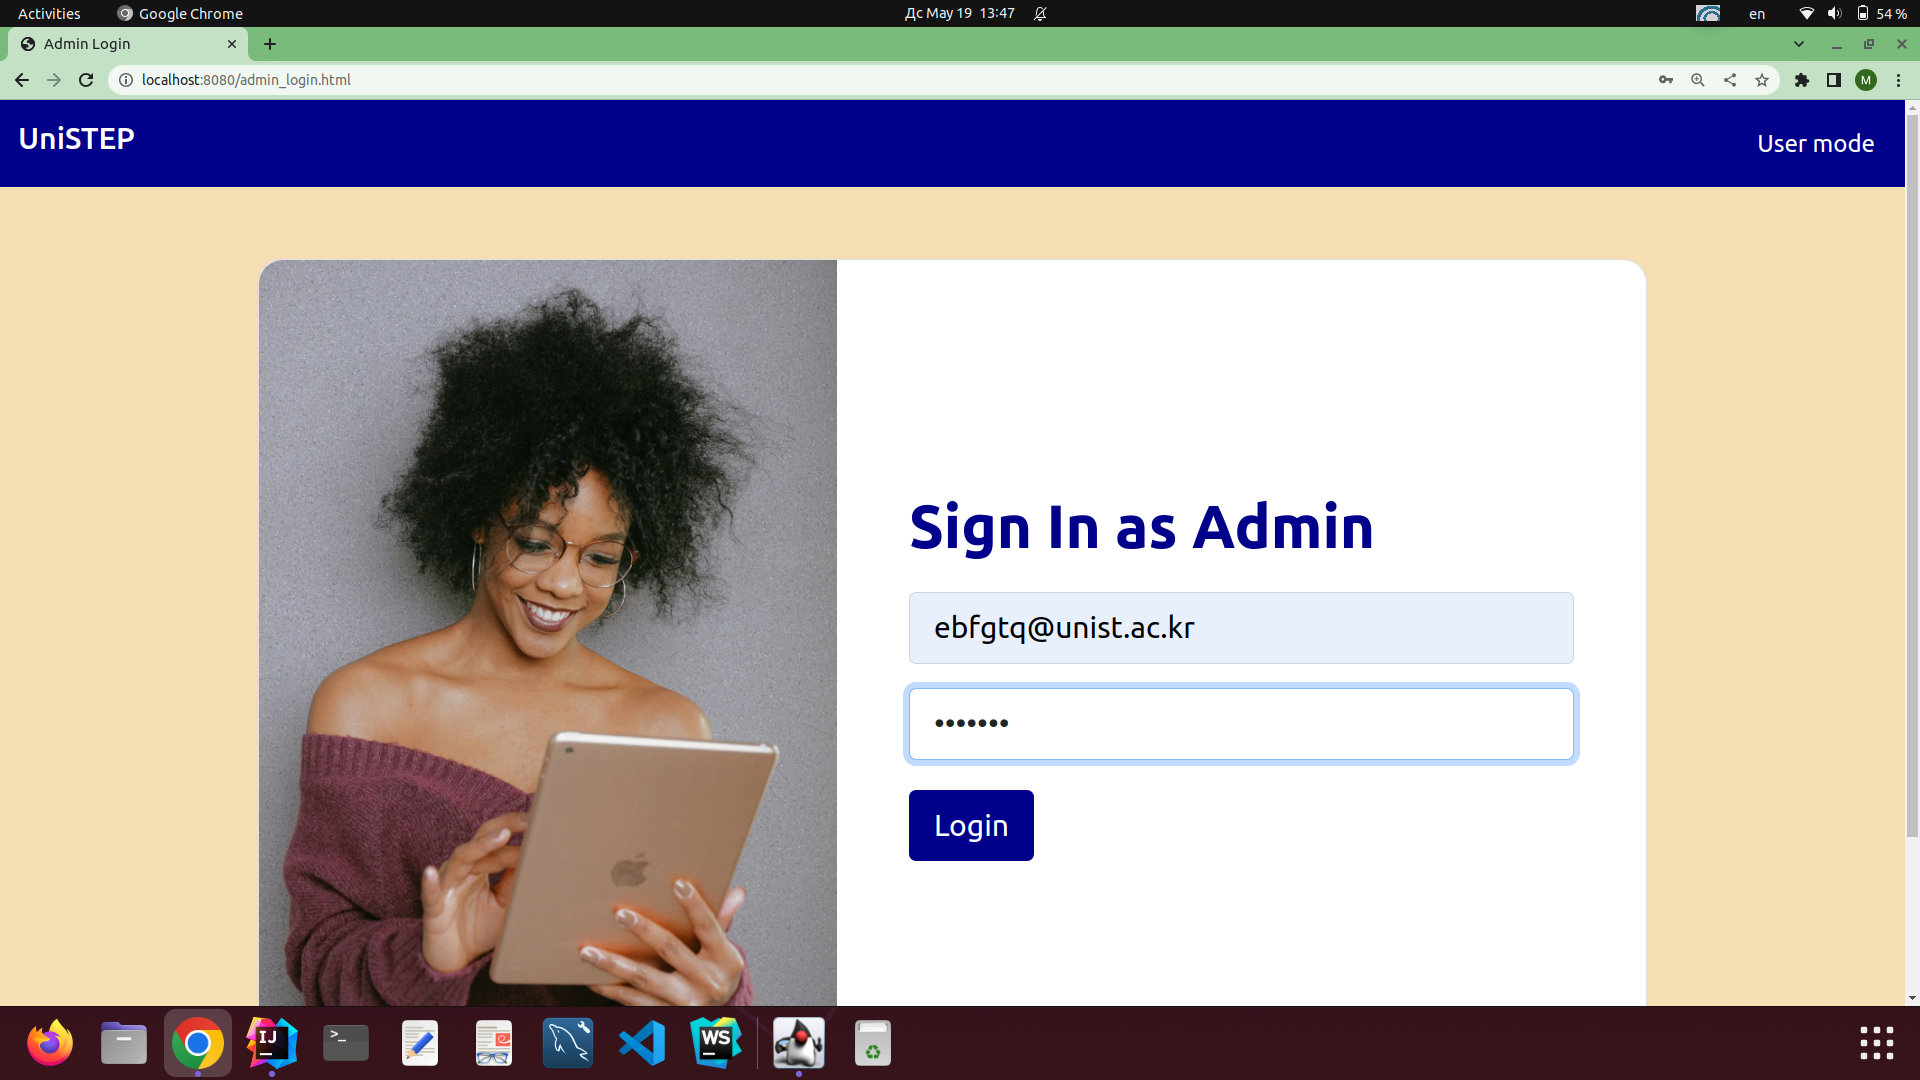 Activities Google Chrome Дс May 19 13:47 en 54 %
Admin Login
localhost:8080/admin_login.html M
UniSTEP User mode
Sign In as Admin
ebfgtq@unist.ac.kr
•••••••
Login
IJ >_ WS